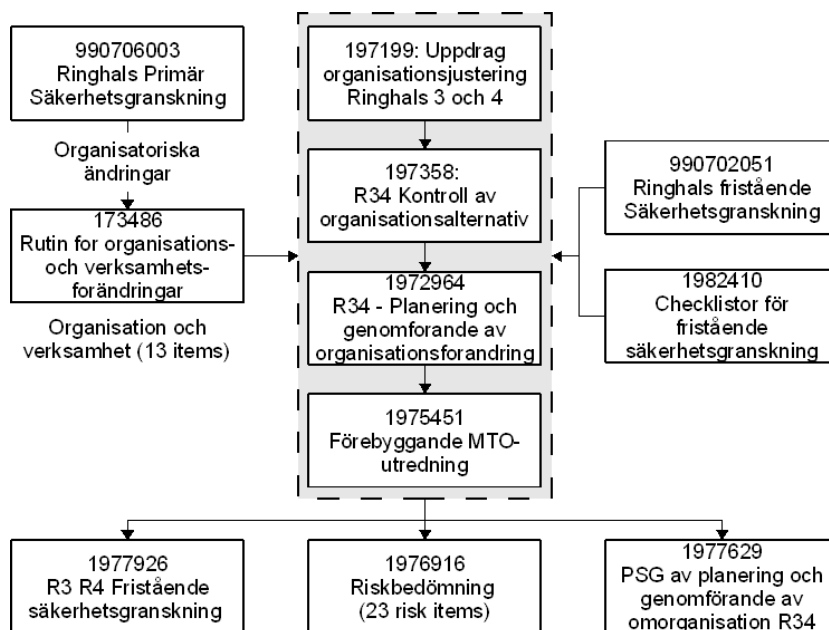 990706003
Ringhals Primär
Säkerhetsgranskning
Organisatoriska
ändringar
173486
Rutin for organisations-
och verksamhets-
förändringar
Organisation och
verksamhet (13 items)
197199: Uppdrag
organisationsjustering
Ringhals 3 och 4
197358:
R34 Kontroll av
organisationsalternativ
1972964
R34 - Planering och
genomförande av
organisationsforandring
1975451
Förebyggande MTO-
utredning
990702051
Ringhals fristående
Säkerhetsgranskning
1982410
Checklistor för
fristående
säkerhetsgranskning
1977926
R3 R4 Fristående
säkerhetsgranskning
1976916
Riskbedömning
(23 risk items)
1977629
PSG av planering och
genomförande av
omorganisation R34